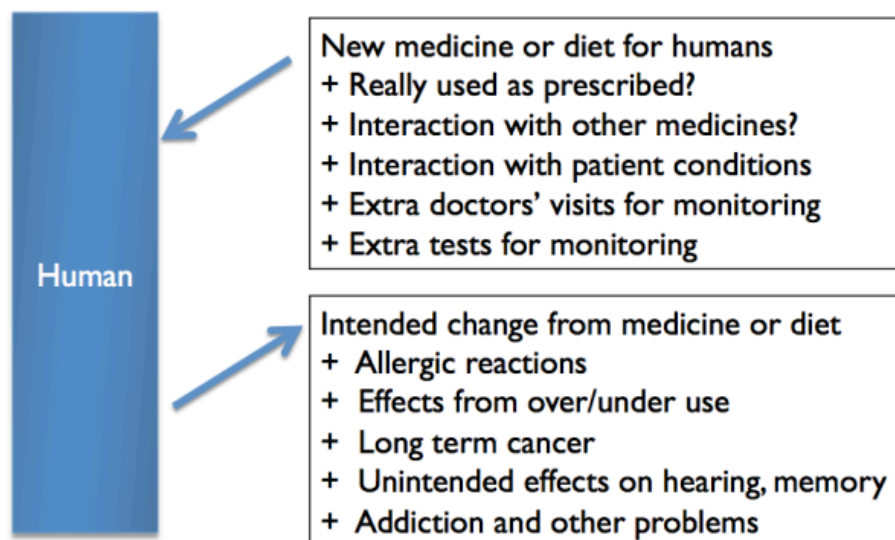 Human
New medicine or diet for humans
+ Really used as prescribed?
+ Interaction with other medicines?
+ Interaction with patient conditions
+ Extra doctors’ visits for monitoring
+ Extra tests for monitoring
Intended change from medicine or diet
+ Allergic reactions
+ Effects from over/under use
+ Long term cancer
+ Unintended effects on hearing, memory
+ Addiction and other problems